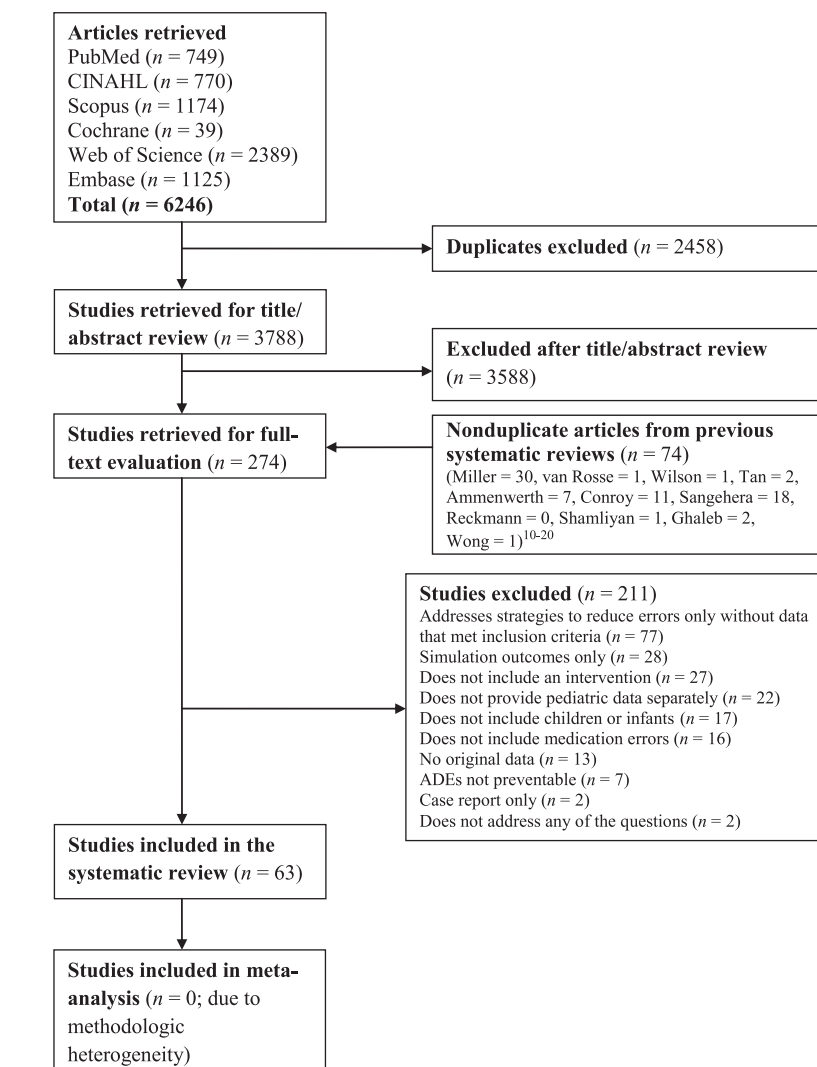 Articles retrieved
PubMed (n = 749)
CINAHL (n = 770)
Scopus (n = 1174)
Cochrane (n = 39)
Web of Science (n = 2389)
Embase (n = 1125)
Total (n = 6246)
Duplicates excluded (n = 2458)
Studies retrieved for title/
abstract review (n = 3788)
Excluded after title/abstract review
(n = 3588)
Studies retrieved for full-
text evaluation (n = 274)
Nonduplicate articles from previous
systematic reviews (n = 74)
(Miller = 30, van Rosse = 1, Wilson = 1, Tan = 2,
Ammenwerth = 7, Conroy = 11, Sangehera = 18,
Reckmann = 0, Shamliyan = 1, Ghaleb = 2,
Wong = 1)10-20
Studies excluded (n = 211)
Addresses strategies to reduce errors only without data
that met inclusion criteria (n = 77)
Simulation outcomes only (n = 28)
Does not include an intervention (n = 27)
Does not provide pediatric data separately (n = 22)
Does not include children or infants (n = 17)
Does not include medication errors (n = 16)
No original data (n = 13)
ADEs not preventable (n = 7)
Case report only (n = 2)
Does not address any of the questions (n = 2)
Studies included in the
systematic review (n = 63)
Studies included in meta-
analysis (n = 0; due to
methodologic
heterogeneity)